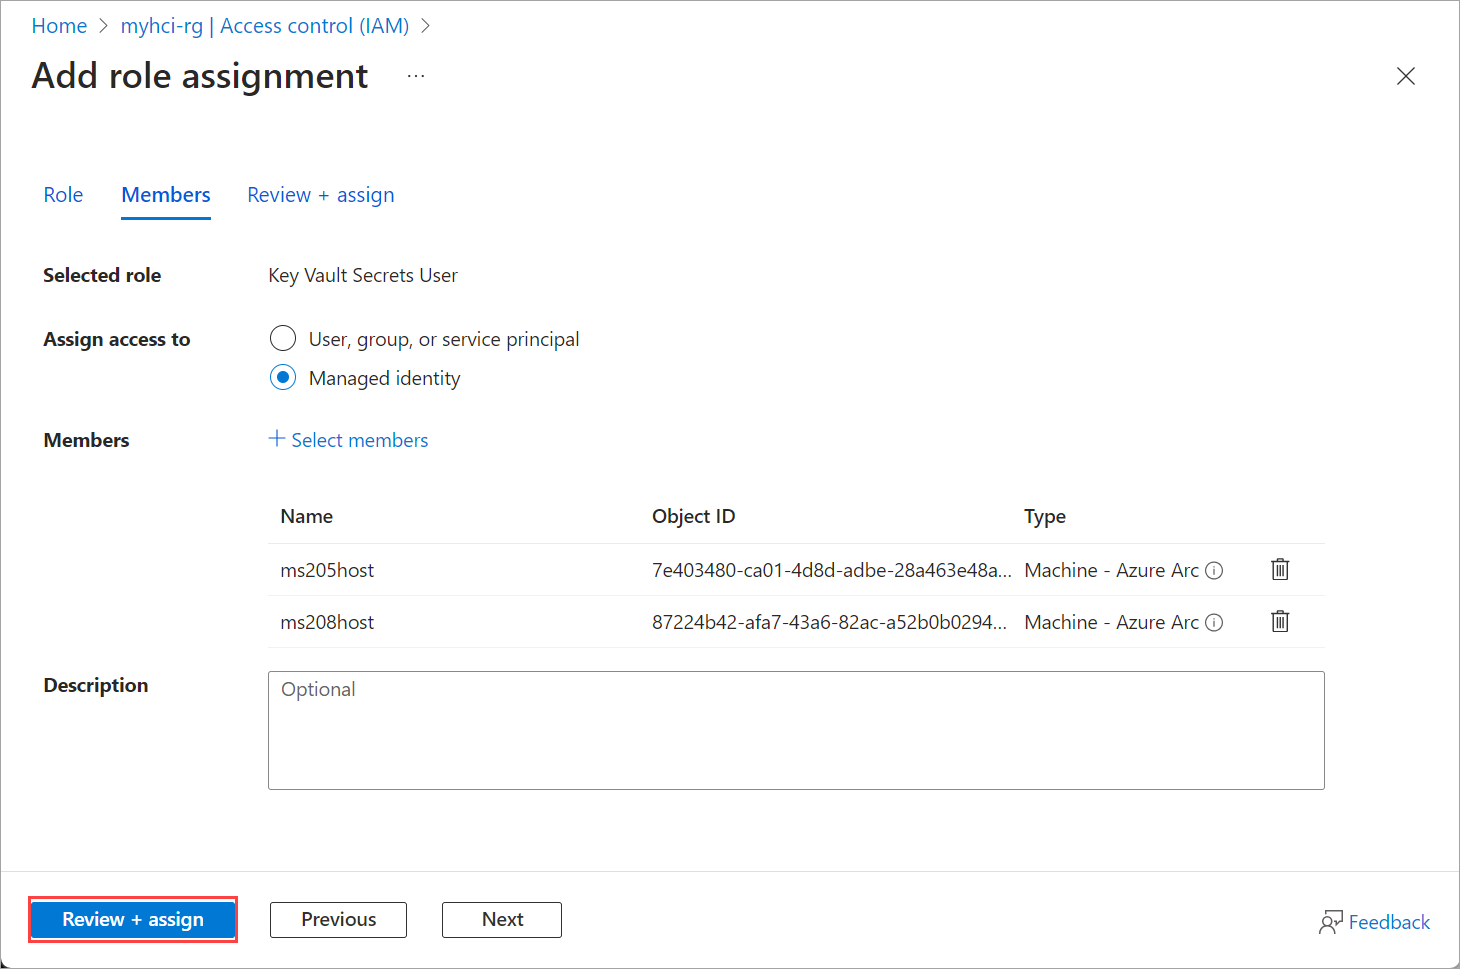 Home > myhci-rg | Access control (IAM) >
Add role assignment ...
Role Members Review + assign
Selected role Key Vault Secrets User
Assign access to User, group, or service principal
Managed identity
Members + Select members
Name Object ID Type
ms205host 7e403480-ca01-4d8d-adbe-28a463e48a... Machine - Azure Arc
ms208host 87224b42-afa7-43a6-82ac-a52b0b0294... Machine - Azure Arc
Description Optional
Review + assign Previous Next Feedback